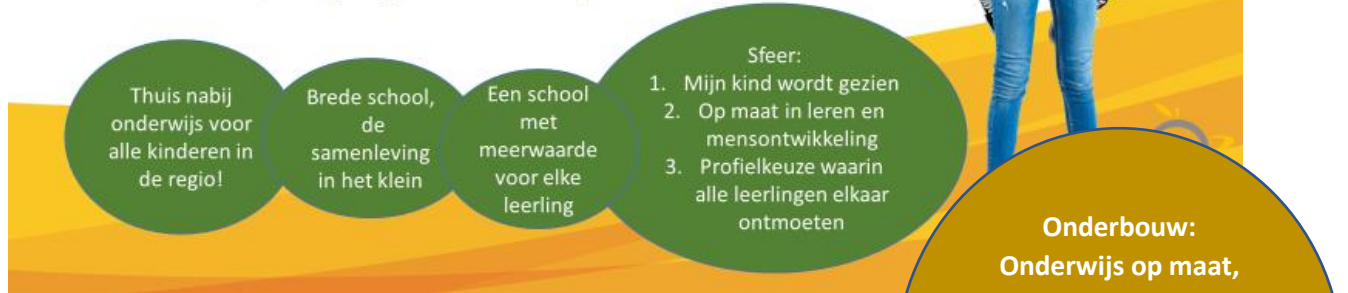 Thuis nabij
onderwijs voor
alle kinderen in
de regio!
Brede school,
de
samenleving
in het klein
Een school
met
meerwaarde
voor elke
leerling
Sfeer:
1. Mijn kind wordt gezien
2. Op maat in leren en
mensontwikkeling
3. Profielkeuze waarin
alle leerlingen elkaar
ontmoeten
Onderbouw:
Onderwijs op maat,